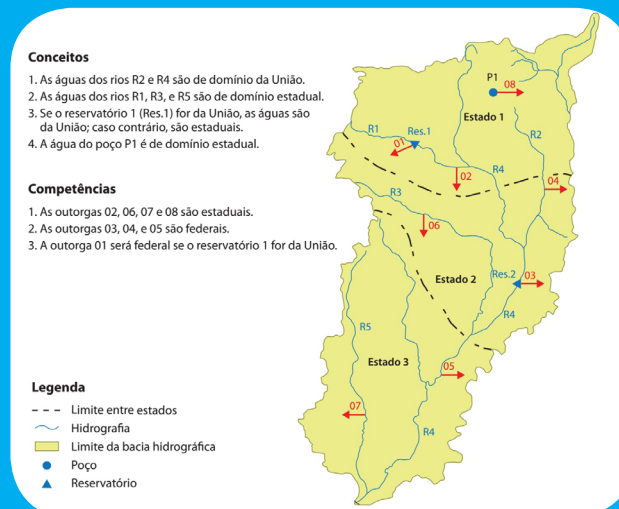 Conceitos
1. As águas dos rios R2 e R4 são de domínio da União.
2. As águas dos rios R1, R3, e R5 são de domínio estadual.
3. Se o reservatório 1 (Res.1) for da União, as águas são
da União; caso contrário, são estaduais.
4. A água do poço P1 é de domínio estadual.
Competências
1. As outorgas 02, 06, 07 e 08 são estaduais.
2. As outorgas 03, 04, e 05 são federais.
3. A outorga 01 será federal se o reservatório 1 for da União.
Legenda
Limite entre estados
Hidrografia
Limite da bacia hidrográfica
Poço
Reservatório
P1
08
Estado 1
R1
Res.1
01
R2
02
R4
04
R3
06
Res.2
03
Estado 2
R4
R5
Estado 3
05
07
R4